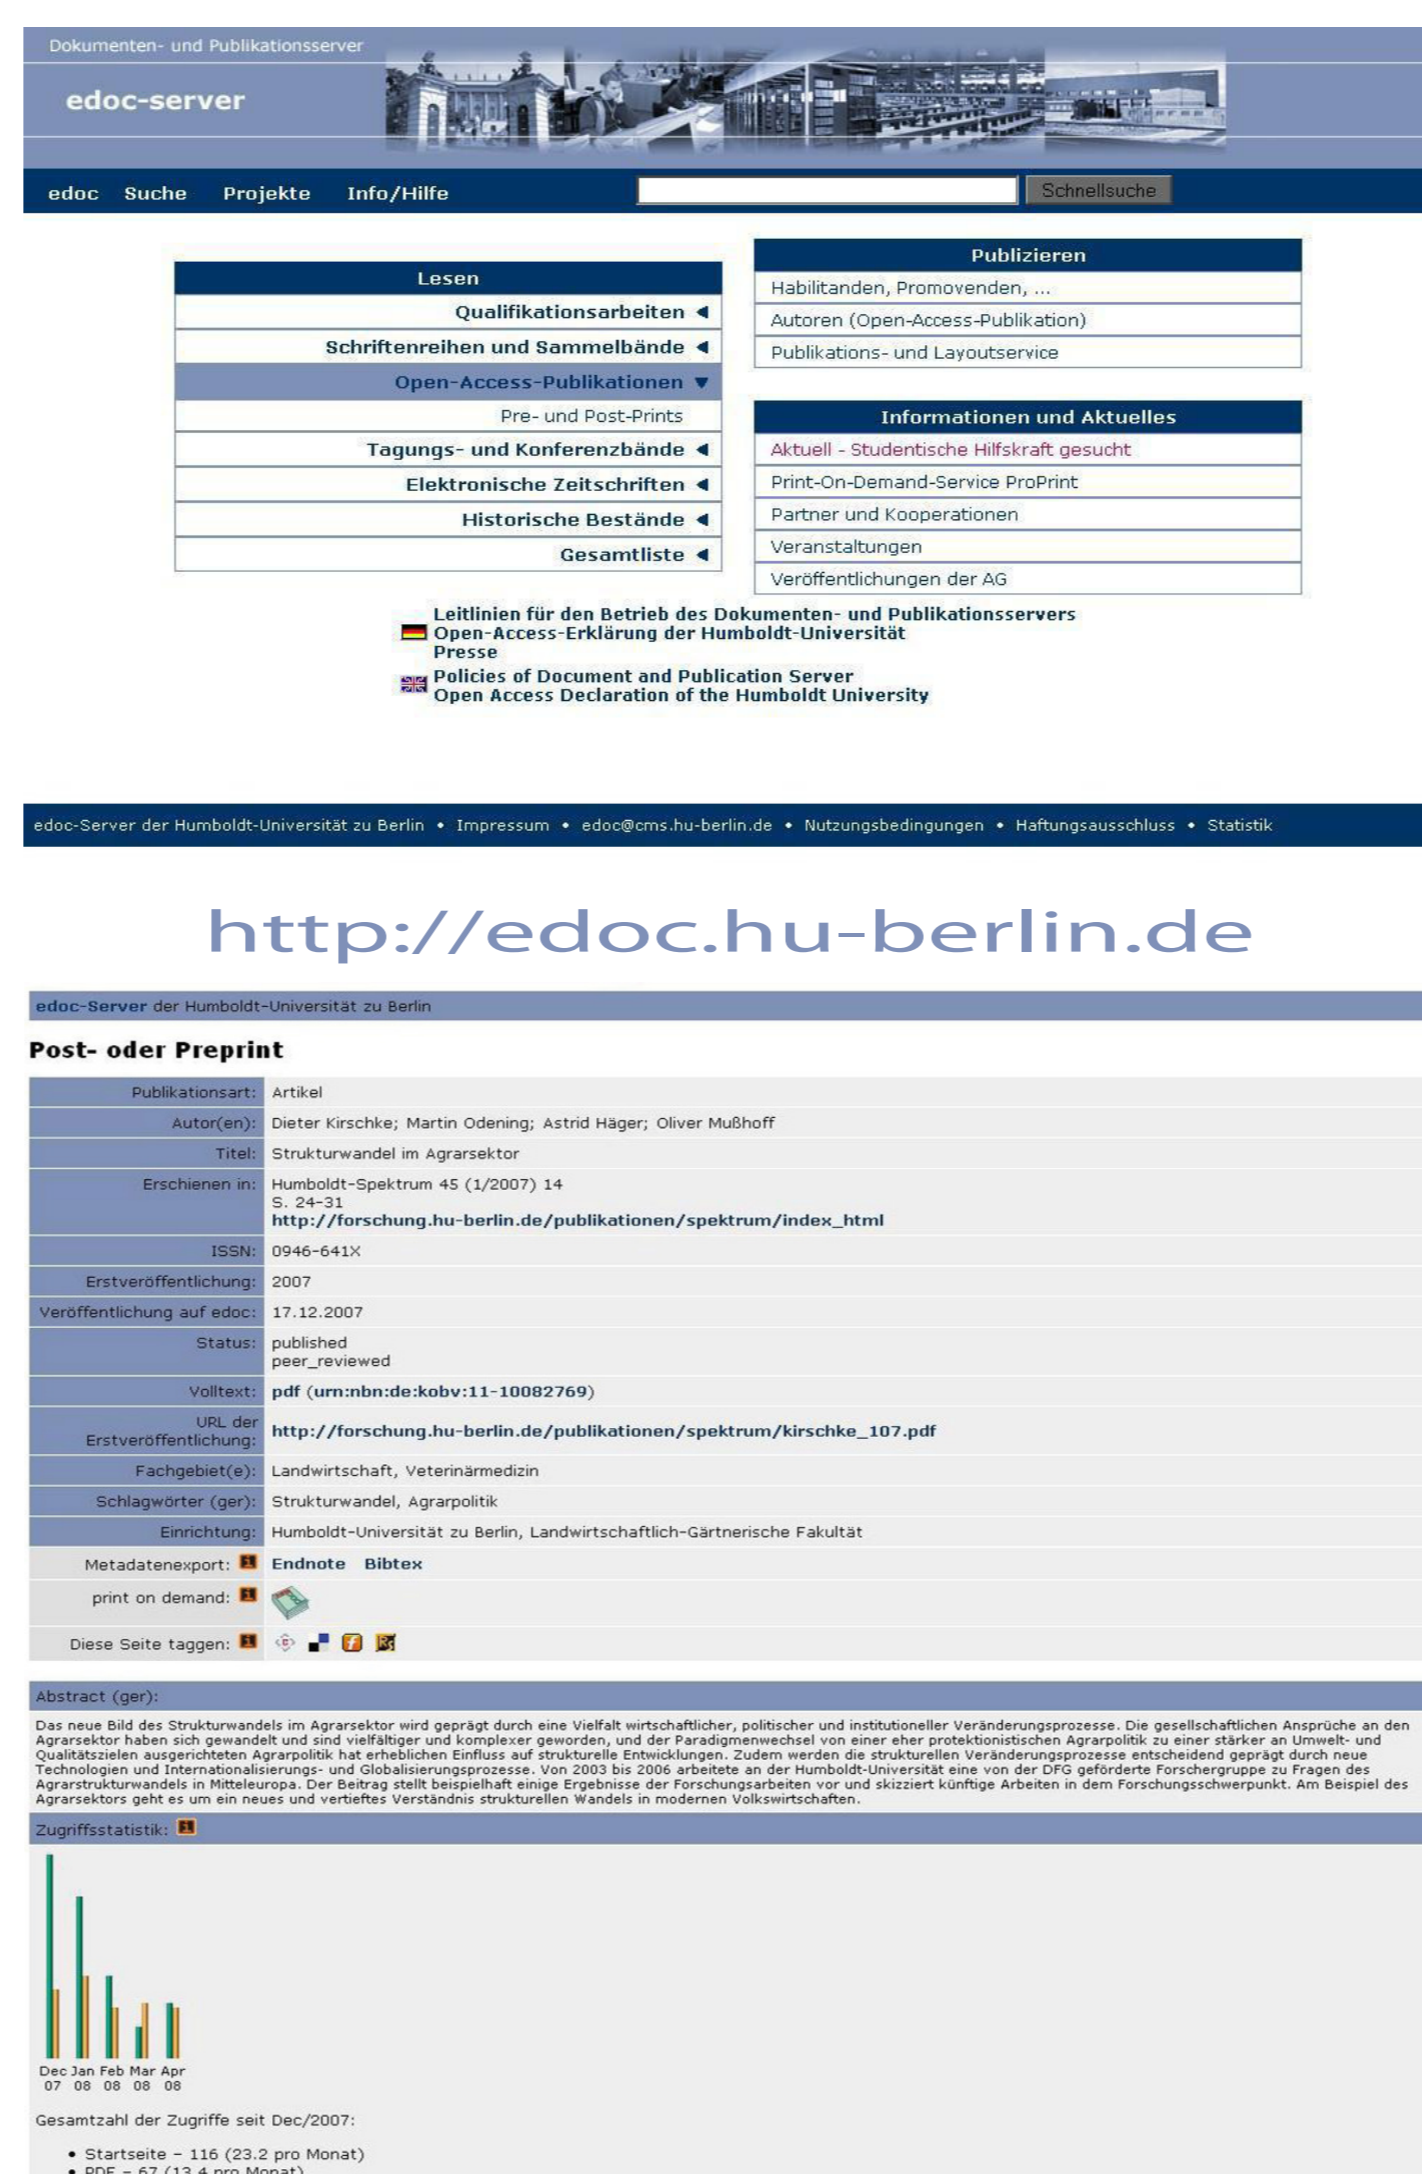 Dokumenten- und Publikationsserver
edoc-server
edoc Suche Projekte Info/Hilfe Schnellsuche
Lesen
Qualifikationsarbeiten
Schriftenreihen und Sammelbände
Open-Access-Publikationen
Pre- und Post-Prints
Tagungs- und Konferenzbände
Elektronische Zeitschriften
Historische Bestände
Gesamtliste
Publizieren
Habilitanden, Promovenden, ...
Autoren (Open-Access-Publikation)
Publikations- und Layoutservice
Informationen und Aktuelles
Aktuell - Studentische Hilfskraft gesucht
Print-On-Demand-Service ProPrint
Partner und Kooperationen
Veranstaltungen
Veröffentlichungen der AG
Leitlinien für den Betrieb des Dokumenten- und Publikationsservers
Open-Access-Erklärung der Humboldt-Universität
Presse
Policies of Document and Publication Server
Open Access Declaration of the Humboldt University
edoc-Server der Humboldt-Universität zu Berlin • Impressum • edoc@cms.hu-berlin.de • Nutzungsbedingungen • Haftungsausschluss • Statistik
http://edoc.hu-berlin.de
edoc-Server der Humboldt-Universität zu Berlin
Post- oder Preprint
Publikationsart: Artikel
Autor(en): Dieter Kirschke; Martin Odening; Astrid Häger; Oliver Mußhoff
Titel: Strukturwandel im Agrarsektor
Erschienen in: Humboldt-Spektrum 45 (1/2007) 14
S. 24-31
http://forschung.hu-berlin.de/publikationen/spektrum/index_html
ISSN: 0946-641X
Erstveröffentlichung: 2007
Veröffentlichung auf edoc: 17.12.2007
Status: published
peer_reviewed
Volltext: pdf (urn:nbn:de:kobv:11-10082769)
URL der
Erstveröffentlichung: http://forschung.hu-berlin.de/publikationen/spektrum/kirschke_107.pdf
Fachgebiet(e): Landwirtschaft, Veterinärmedizin
Schlagwörter (ger): Strukturwandel, Agrarpolitik
Einrichtung: Humboldt-Universität zu Berlin, Landwirtschaftlich-Gärtnerische Fakultät
Metadatenexport: Endnote Bibtex
print on demand:
Diese Seite taggen:
Abstract (ger):
Das neue Bild des Strukturwandels im Agrarsektor wird geprägt durch eine Vielfalt wirtschaftlicher, politischer und institutioneller Veränderungsprozesse. Die gesellschaftlichen Ansprüche an den
Agrarsektor haben sich gewandelt und sind vielfältiger und komplexer geworden, und der Paradigmenwechsel von einer eher protektionistischen Agrarpolitik zu einer stärker an Umwelt- und
Qualitätszielen ausgerichteten Agrarpolitik hat erheblichen Einfluss auf strukturelle Entwicklungen. Zudem werden die strukturellen Veränderungsprozesse entscheidend geprägt durch neue
Technologien und Internationalisierungs- und Globalisierungsprozesse. Von 2003 bis 2006 arbeitete an der Humboldt-Universität eine von der DFG geförderte Forschergruppe zu Fragen des
Agrarstrukturwandels in Mitteleuropa. Der Beitrag stellt beispielhaft einige Ergebnisse der Forschungsarbeiten vor und skizziert künftige Arbeiten in dem Forschungsschwerpunkt. Am Beispiel des
Agrarsektors geht es um ein neues und vertieftes Verständnis strukturellen Wandels in modernen Volkswirtschaften.
Zugriffsstatistik:
Dec Jan Feb Mar Apr
07 08 08 08 08
Gesamtzahl der Zugriffe seit Dec/2007:
• Startseite – 116 (23.2 pro Monat)
• PDF – 67 (13.4 pro Monat)